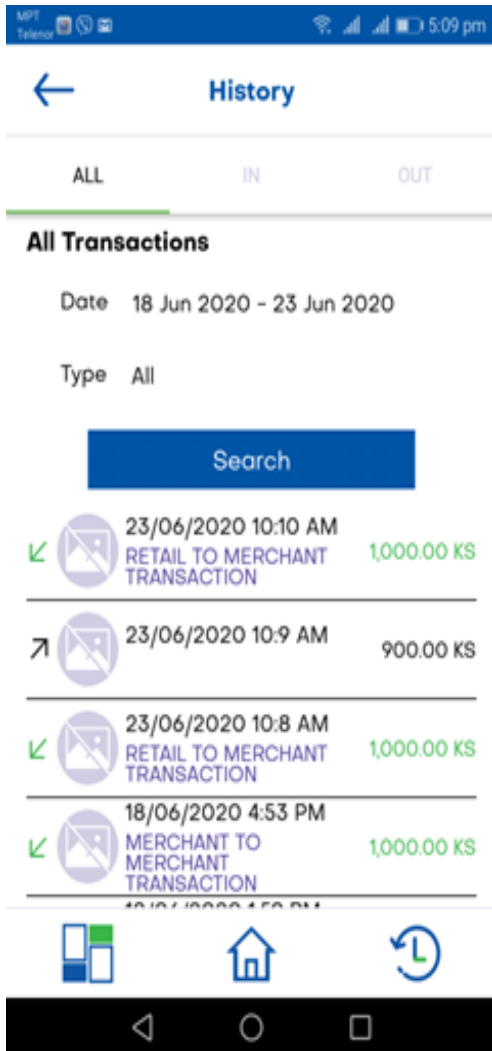 MPT
Telenor
5:09 pm
History
ALL IN OUT
All Transactions
Date 18 Jun 2020 - 23 Jun 2020
Type All
Search
23/06/2020 10:10 AM
RETAIL TO MERCHANT
TRANSACTION
1,000.00 KS
23/06/2020 10:9 AM
900.00 KS
23/06/2020 10:8 AM
RETAIL TO MERCHANT
TRANSACTION
1,000.00 KS
18/06/2020 4:53 PM
MERCHANT TO
MERCHANT
TRANSACTION
1,000.00 KS